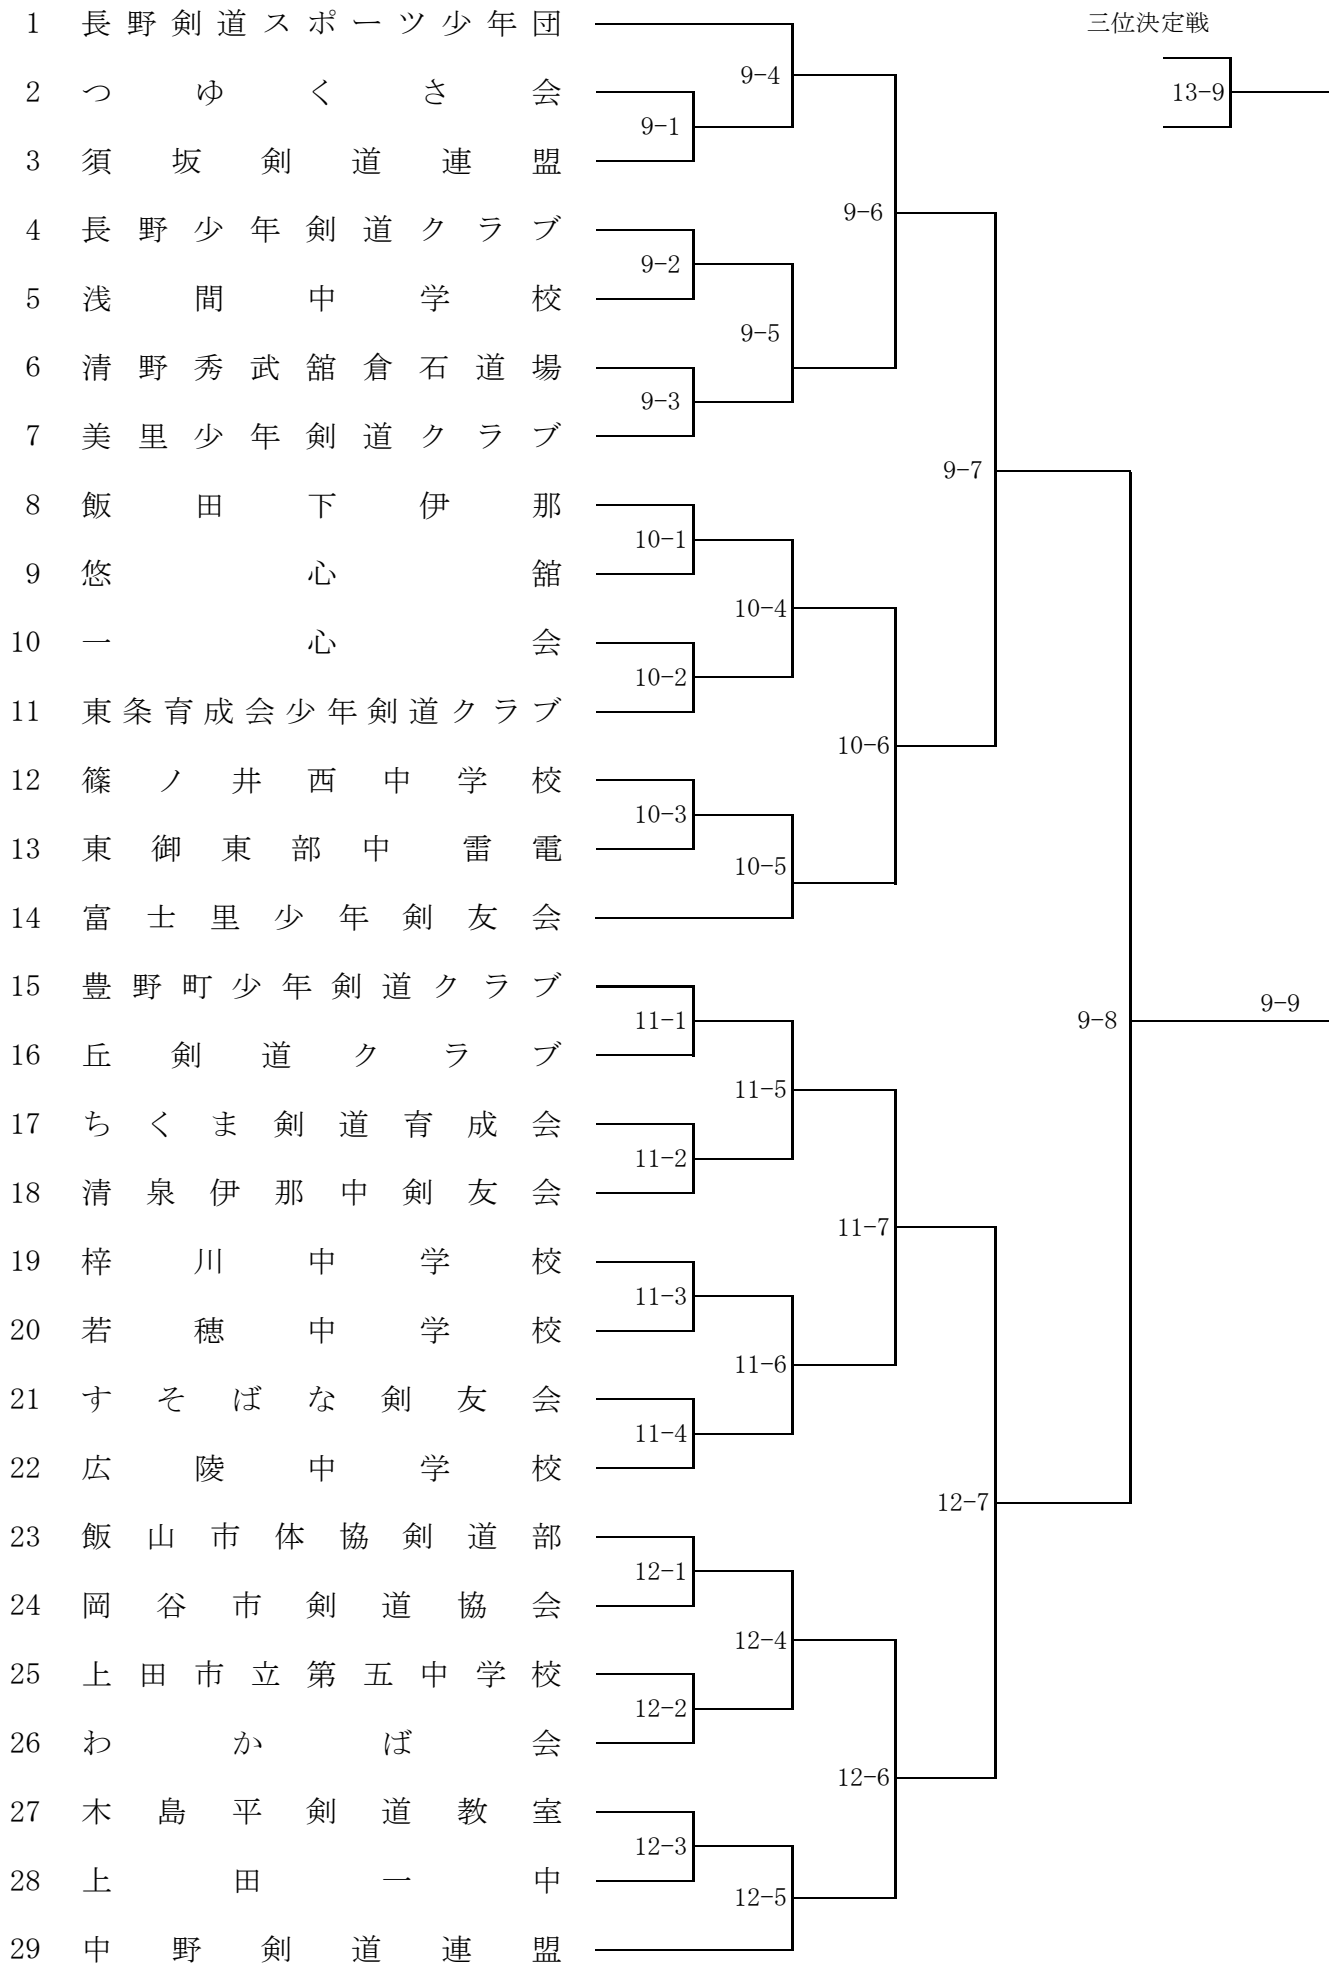 1 長野剣道スポーツ少年団
三位決定戦
9-4
2 つゆくさ会
13-9
9-1
3 須坂剣道連盟
9-6
4 長野少年剣道クラブ
9-2
5 浅間中学校
9-5
6 清野秀武舘倉石道場
9-3
7 美里少年剣道クラブ
9-7
8 飯田下伊那
10-1
9 悠心舘
10-4
10 一心会
10-2
11 東条育成会少年剣道クラブ
10-6
12 篠ノ井西中学校
10-3
13 東御東部中 雷電
10-5
14 富士里少年剣友会
15 豊野町少年剣道クラブ
9-9
11-1
9-8
16 丘剣道クラブ
11-5
17 ちくま剣道育成会
11-2
18 清泉伊那中剣友会
11-7
19 梓川中学校
11-3
20 若穂中学校
11-6
21 すそばな剣友会
11-4
22 広陵中学校
12-7
23 飯山市体協剣道部
12-1
24 岡谷市剣道協会
12-4
25 上田市立第五中学校
12-2
26 わかば会
12-6
27 木島平剣道教室
12-3
28 上田一中
12-5
29 中野剣道連盟